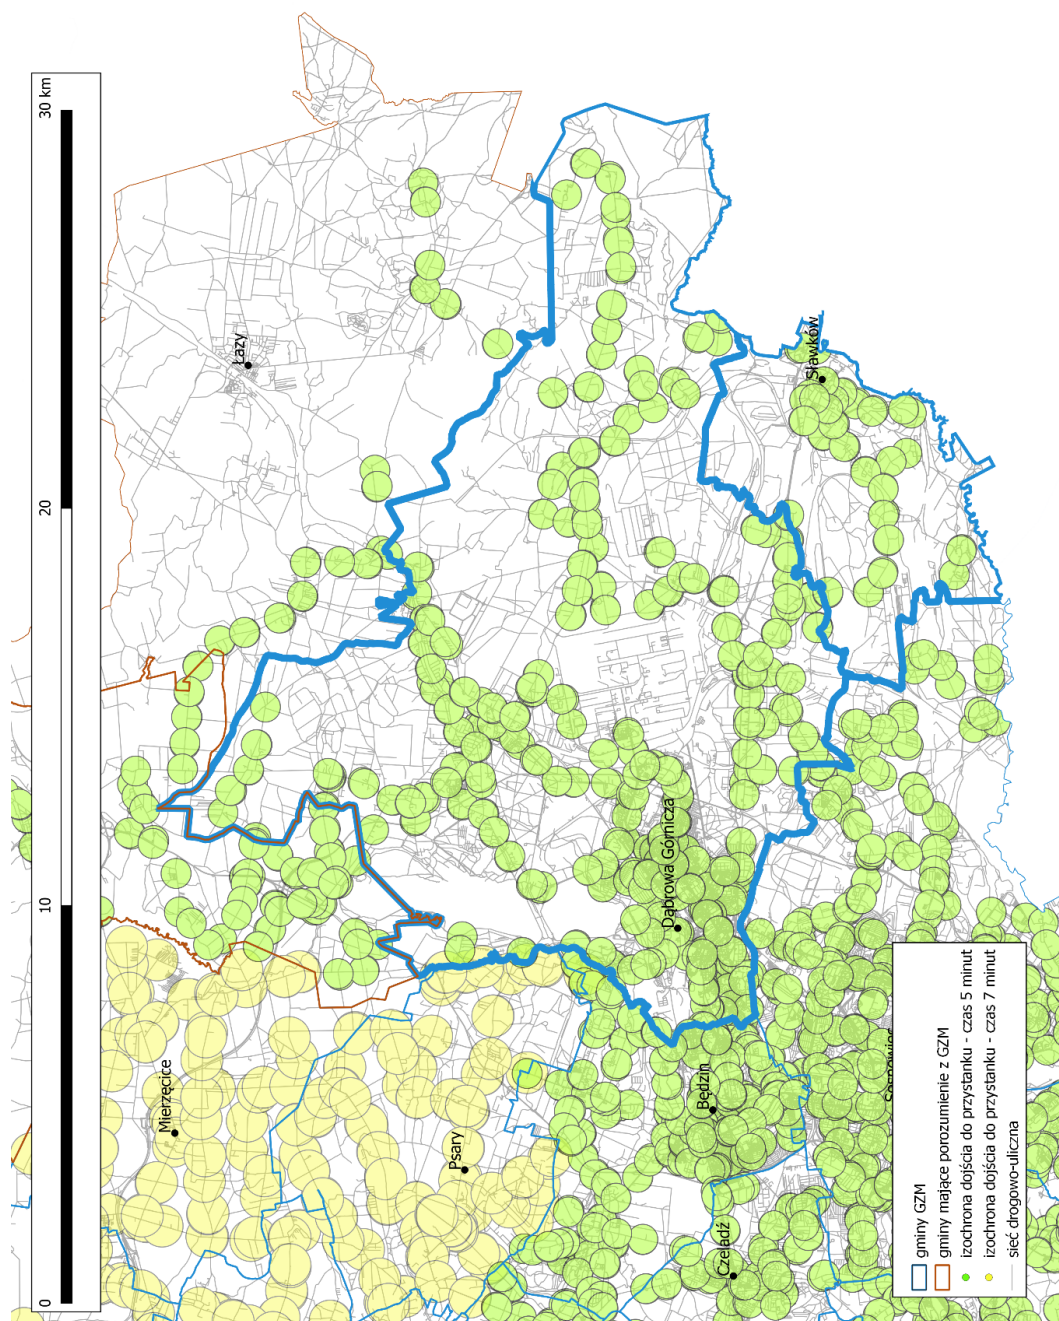 0
10
20
30 km
Mierzęcice
Psary
Czeladź
Będzin
Sosnowiec
Dąbrowa Górnicza
Łazy
Sławków
gminy GZM
gminy mające porozumienie z GZM
izochrona dojścia do przystanku - czas 5 minut
izochrona dojścia do przystanku - czas 7 minut
sieć drogowo-uliczna